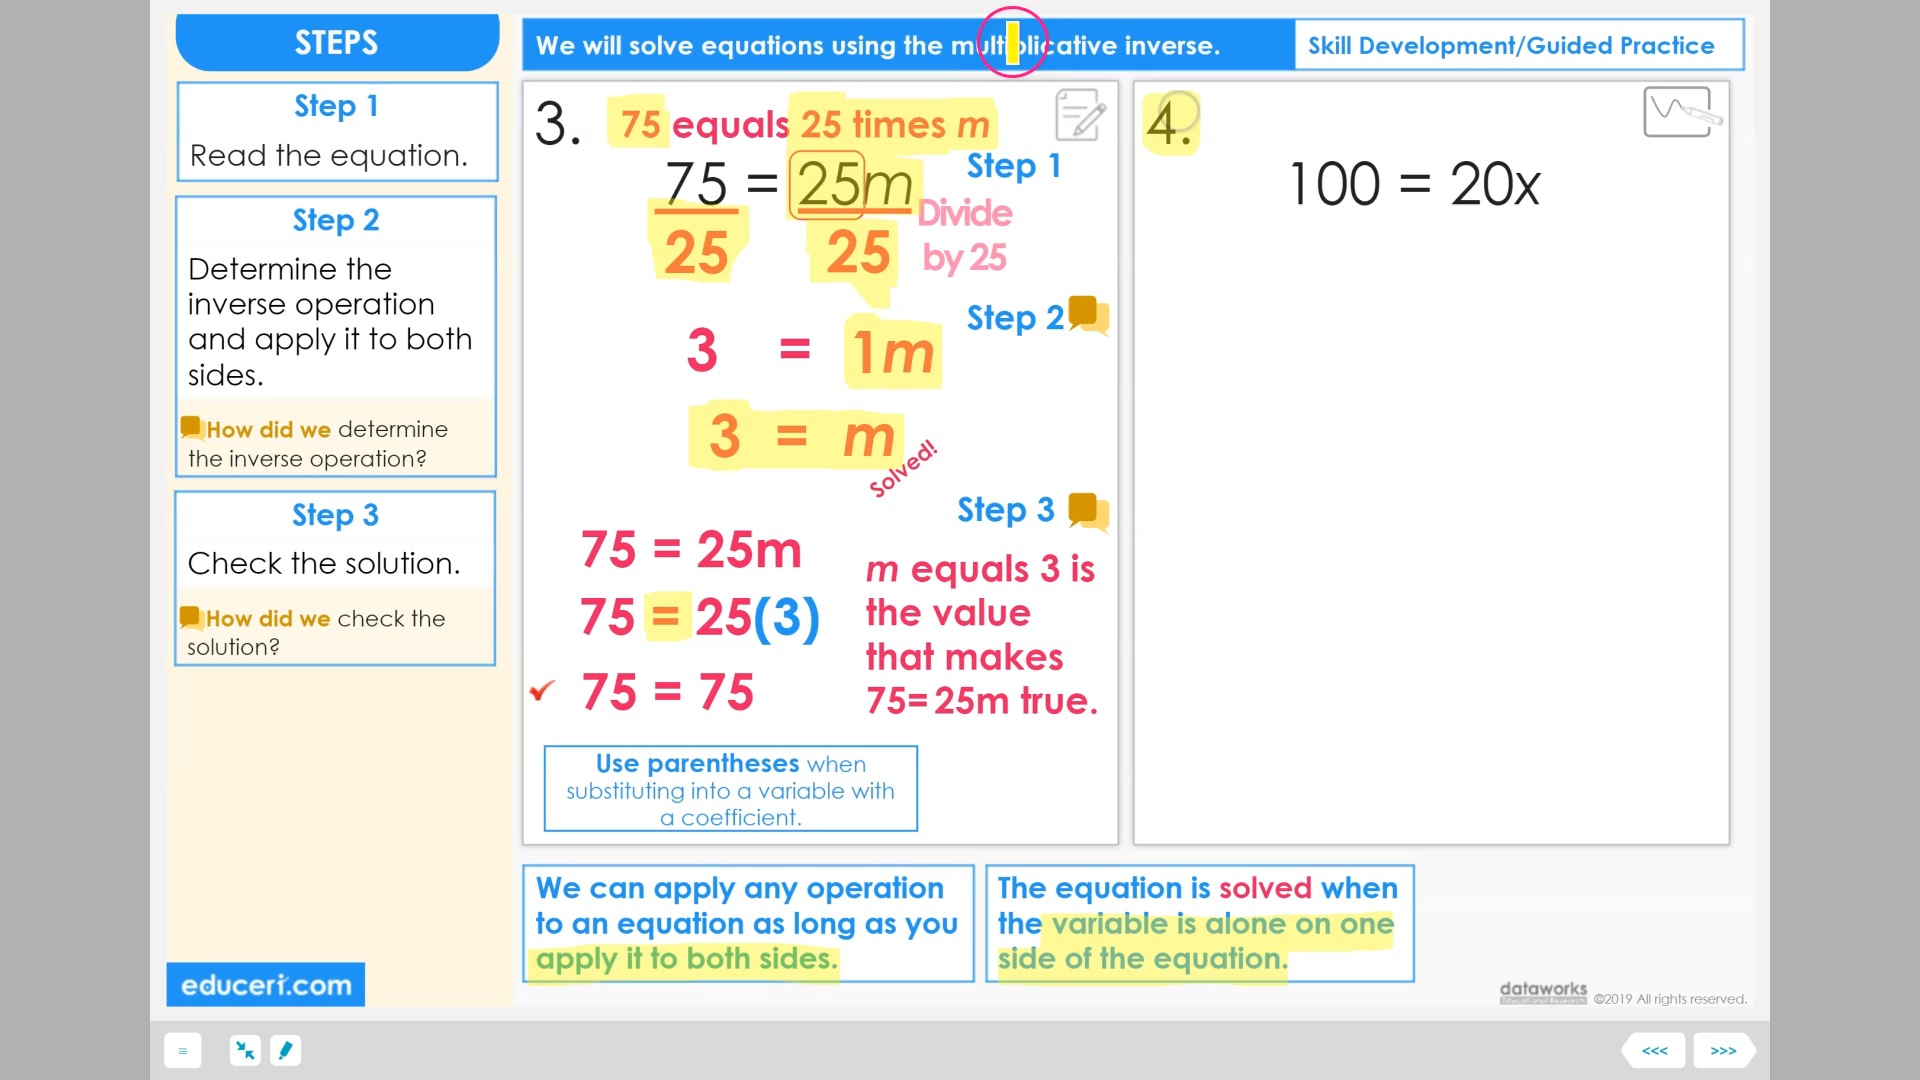 STEPS
Step 1
Read the equation.
Step 2
Determine the
inverse operation
and apply it to both
sides.
How did we determine
the inverse operation?
Step 3
Check the solution.
How did we check the
solution?
educeri.com
We will solve equations using the multiplicative inverse.
Skill Development/Guided Practice
3.
75 equals 25 times m
75 = 25m
Step 1
25 25
Divide
by 25
Step 2
3 = 1m
3 = m
Solved!
Step 3
75 = 25m
75 = 25(3)
75 = 75
m equals 3 is
the value
that makes
75=25m true.
Use parentheses when
substituting into a variable with
a coefficient.
4.
100 = 20x
We can apply any operation
to an equation as long as you
apply it to both sides.
The equation is solved when
the variable is alone on one
side of the equation.
dataworks
Educational Research
©2019 All rights reserved.
<<<
>>>